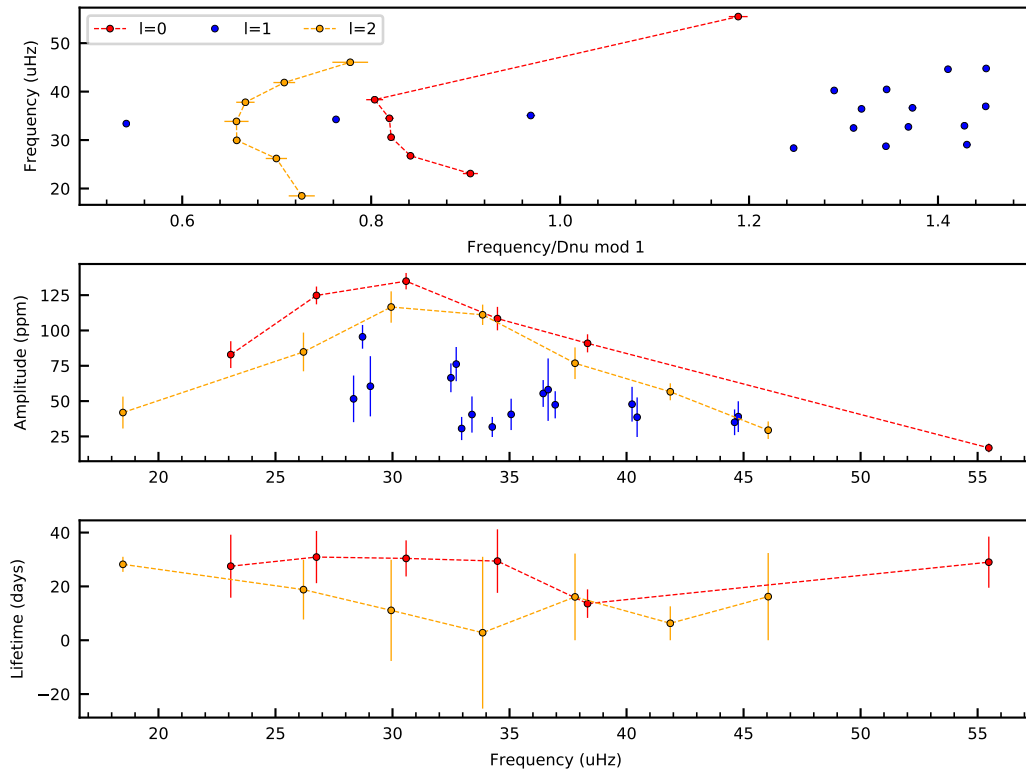 l=0 l=1 l=2
Frequency (uHz)
50
40
30
20
0.6 0.8 1.0 1.2 1.4
Frequency/Dnu mod 1
Amplitude (ppm)
125
100
75
50
25
20 25 30 35 40 45 50 55
Lifetime (days)
40
20
0
−20
20 25 30 35 40 45 50 55
Frequency (uHz)